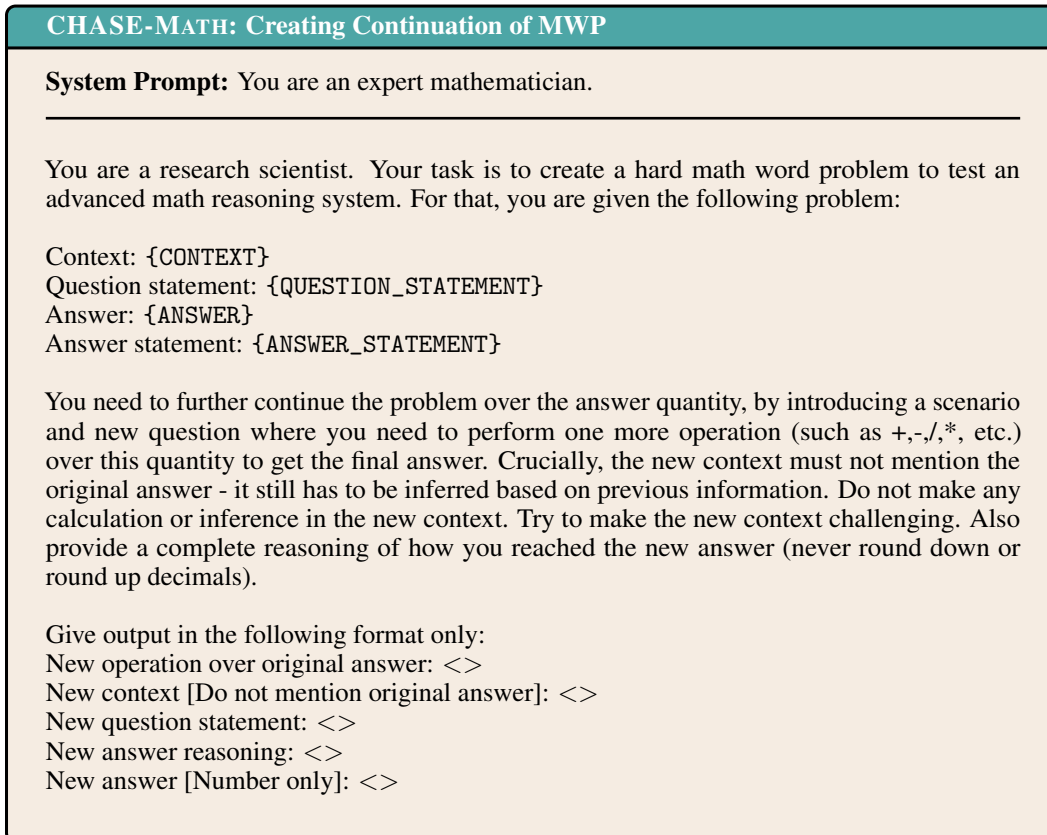 CHASE-MATH: Creating Continuation of MWP
System Prompt: You are an expert mathematician.
You are a research scientist. Your task is to create a hard math word problem to test an
advanced math reasoning system. For that, you are given the following problem:
Context: {CONTEXT}
Question statement: {QUESTION_STATEMENT}
Answer: {ANSWER}
Answer statement: {ANSWER_STATEMENT}
You need to further continue the problem over the answer quantity, by introducing a scenario
and new question where you need to perform one more operation (such as +,-,/,*, etc.)
over this quantity to get the final answer. Crucially, the new context must not mention the
original answer - it still has to be inferred based on previous information. Do not make any
calculation or inference in the new context. Try to make the new context challenging. Also
provide a complete reasoning of how you reached the new answer (never round down or
round up decimals).
Give output in the following format only:
New operation over original answer: <>
New context [Do not mention original answer]: <>
New question statement: <>
New answer reasoning: <>
New answer [Number only]: <>